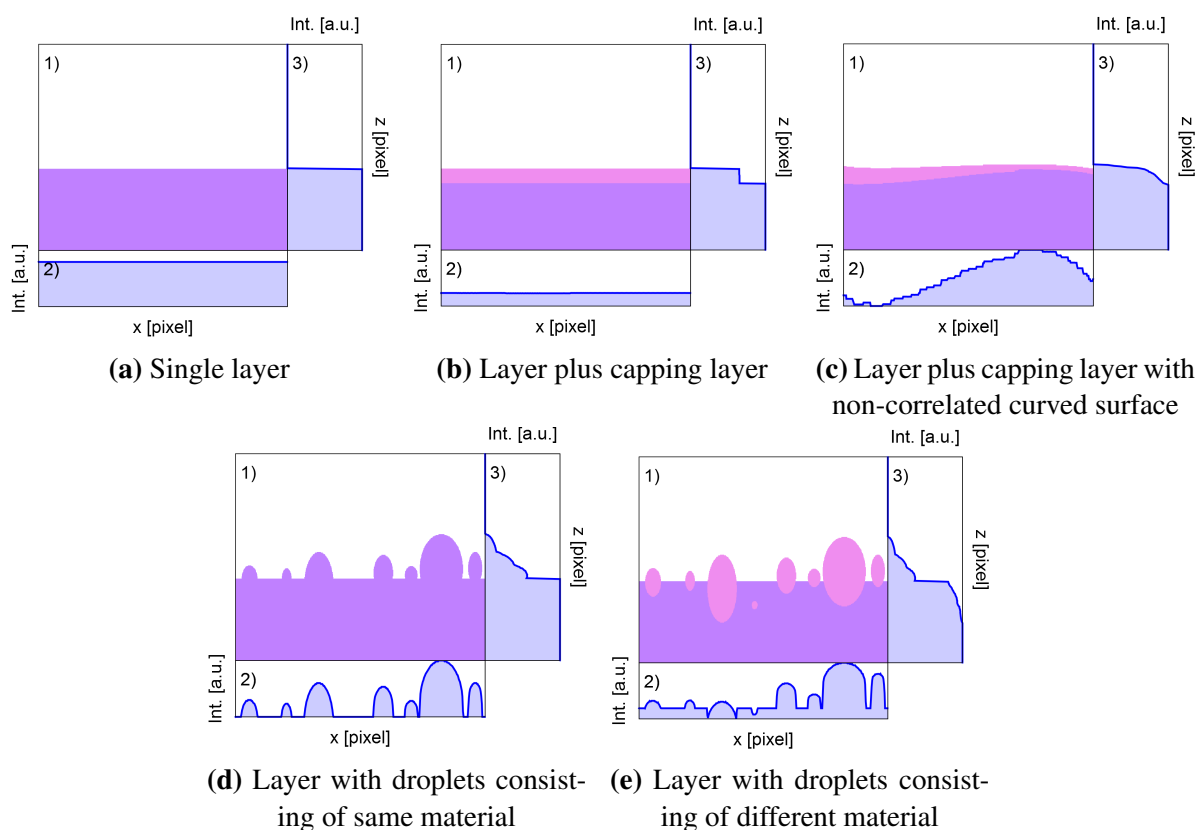 Int. [a.u.]
1)
3)
z [pixel]
Int. [a.u.]
2)
x [pixel]
(a) Single layer
Int. [a.u.]
1)
3)
z [pixel]
Int. [a.u.]
2)
x [pixel]
(b) Layer plus capping layer
Int. [a.u.]
1)
3)
z [pixel]
Int. [a.u.]
2)
x [pixel]
(c) Layer plus capping layer with
non-correlated curved surface
Int. [a.u.]
1)
3)
z [pixel]
Int. [a.u.]
2)
x [pixel]
(d) Layer with droplets consist-
ing of same material
Int. [a.u.]
1)
3)
z [pixel]
Int. [a.u.]
2)
x [pixel]
(e) Layer with droplets consist-
ing of different material